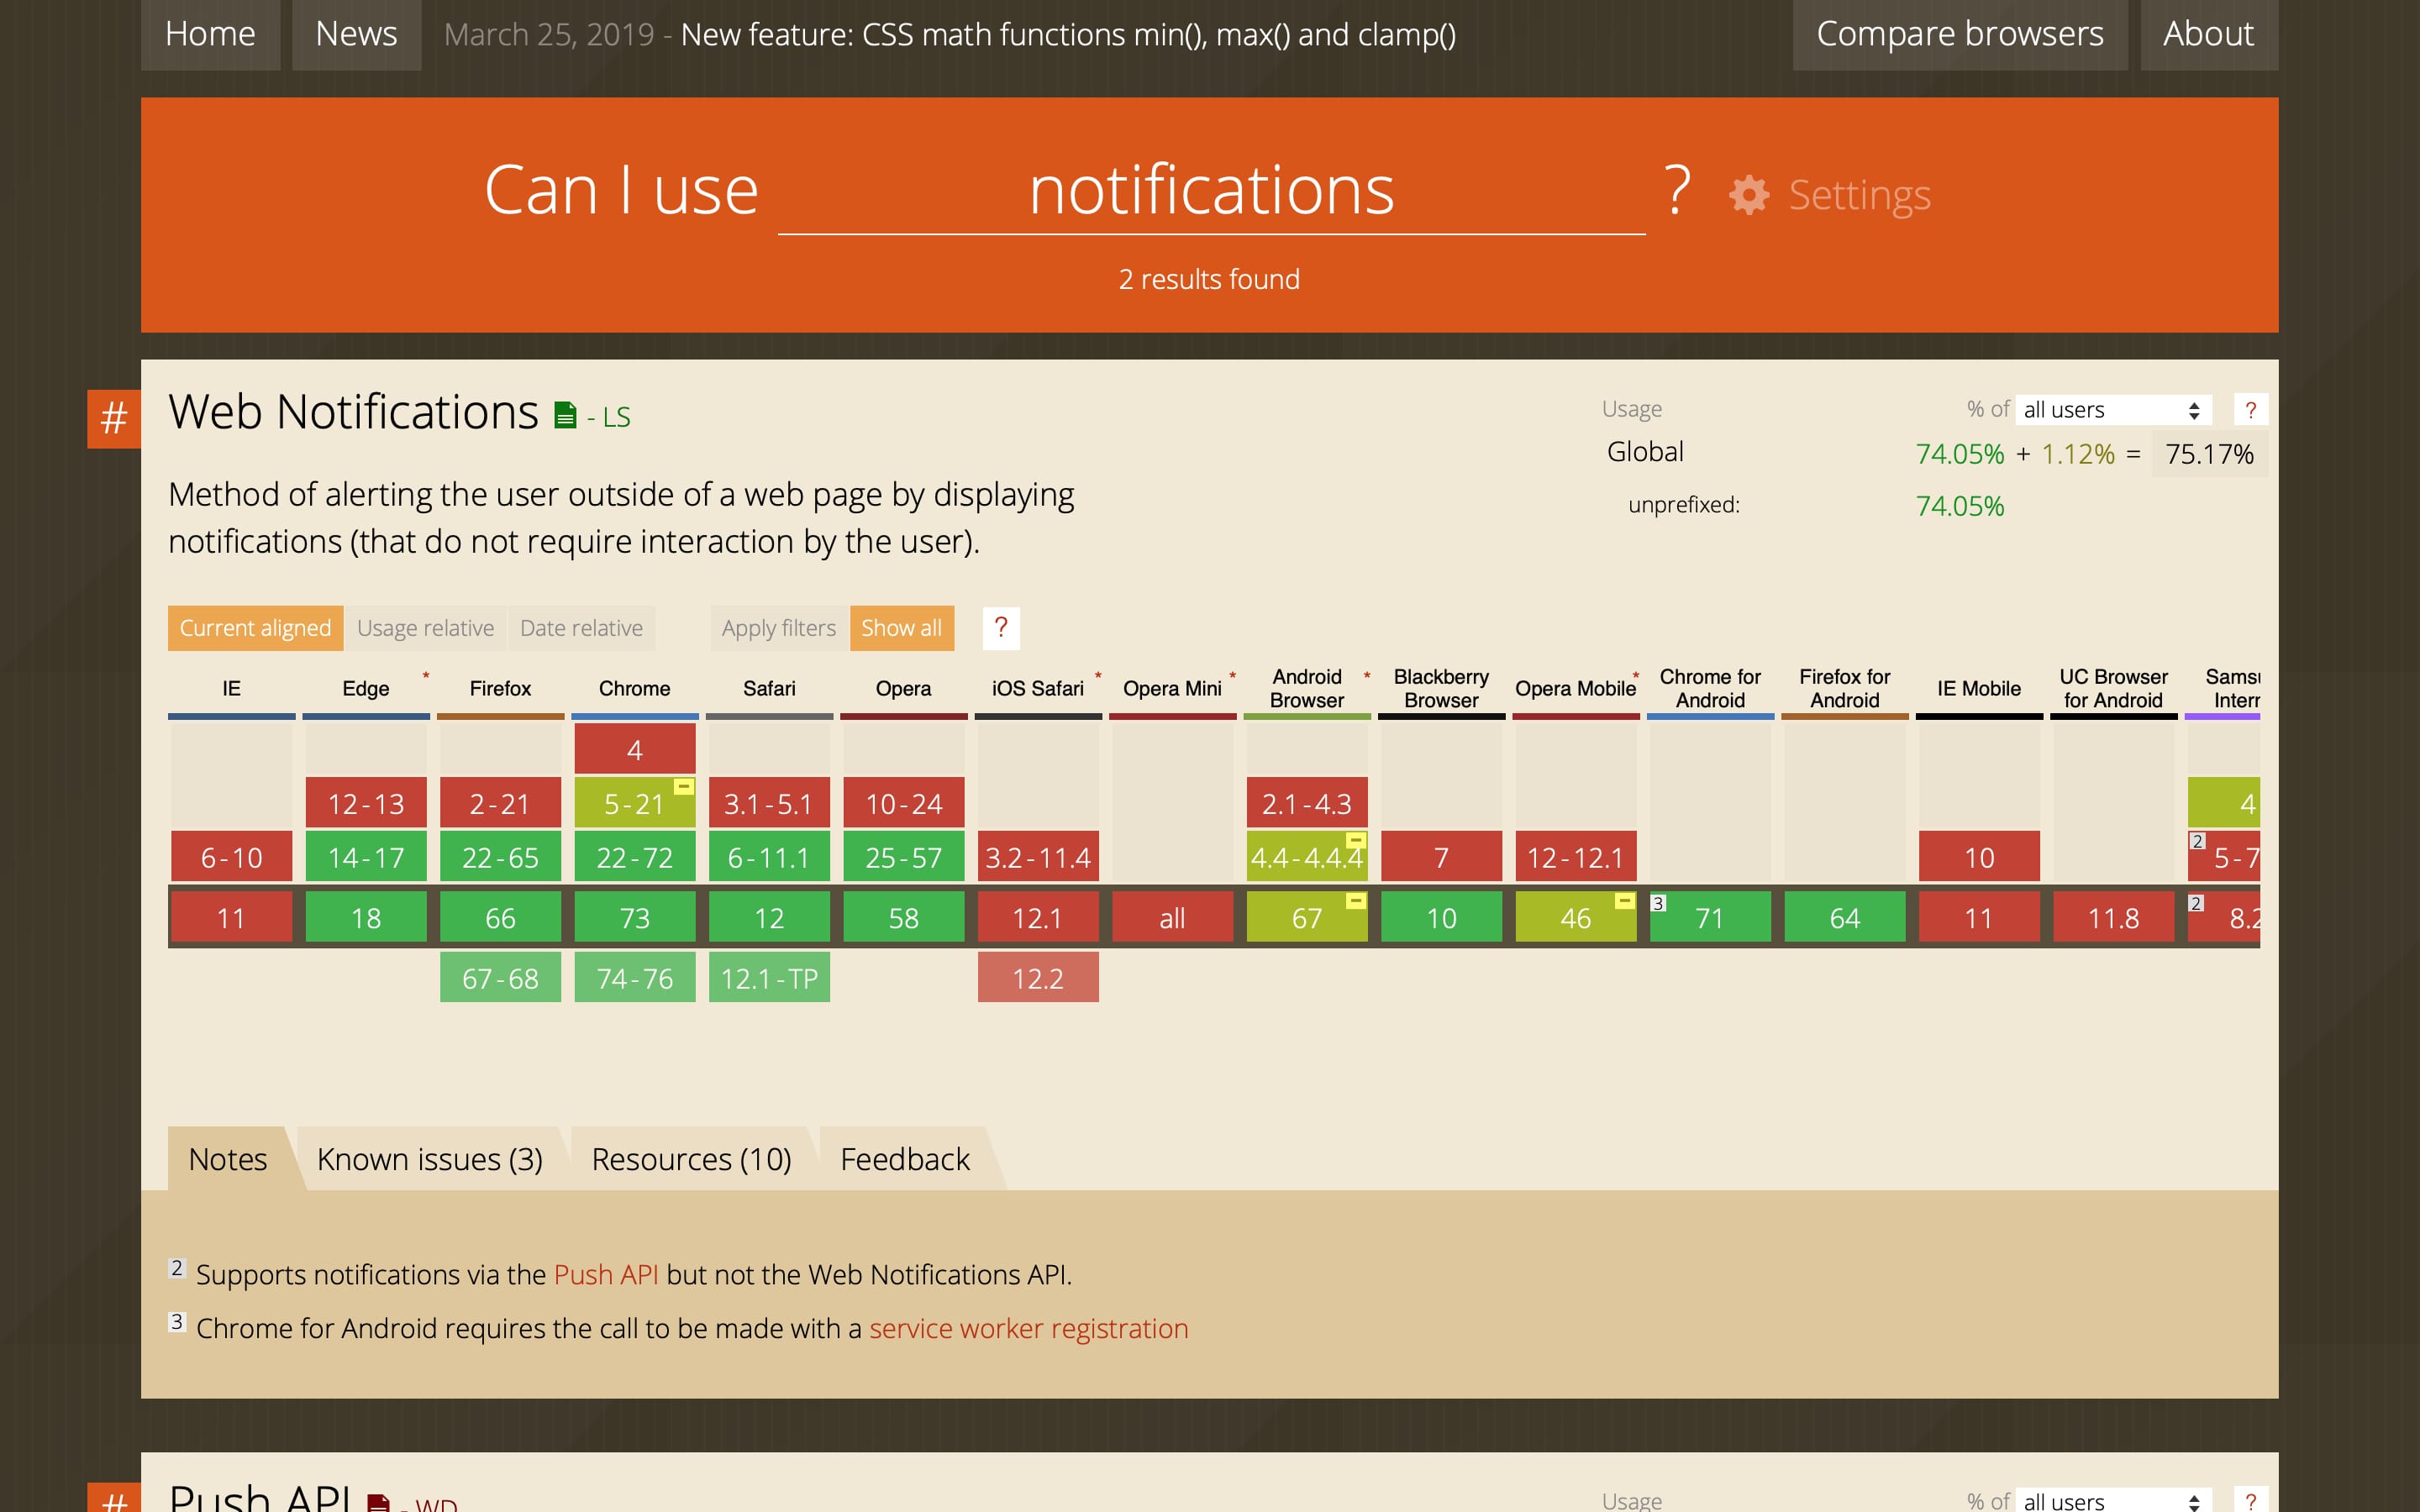 Home News March 25, 2019 - New feature: CSS math functions min(), max() and clamp() Compare browsers About
Can I use notifications ? Settings
2 results found
# Web Notifications - LS
Usage % of all users ?
Global 74.05% + 1.12% = 75.17%
unprefixed: 74.05%
Method of alerting the user outside of a web page by displaying
notifications (that do not require interaction by the user).
Current aligned Usage relative Date relative Apply filters Show all ?
IE Edge * Firefox Chrome Safari Opera iOS Safari * Opera Mini * Android Browser * Blackberry Browser Opera Mobile * Chrome for Android Firefox for Android IE Mobile UC Browser for Android
4
12-13 2-21 5-21 3.1-5.1 10-24 2.1-4.3 4
6-10 14-17 22-65 22-72 6-11.1 25-57 3.2-11.4 4.4-4.4.4 7 12-12.1 10 2 5-7
11 18 66 73 12 58 12.1 all 67 10 46 3 71 64 11 11.8 2 8.2
67-68 74-76 12.1-TP 12.2
Notes Known issues (3) Resources (10) Feedback
2 Supports notifications via the Push API but not the Web Notifications API.
3 Chrome for Android requires the call to be made with a service worker registration
# Push API - WD
Usage % of all users ?